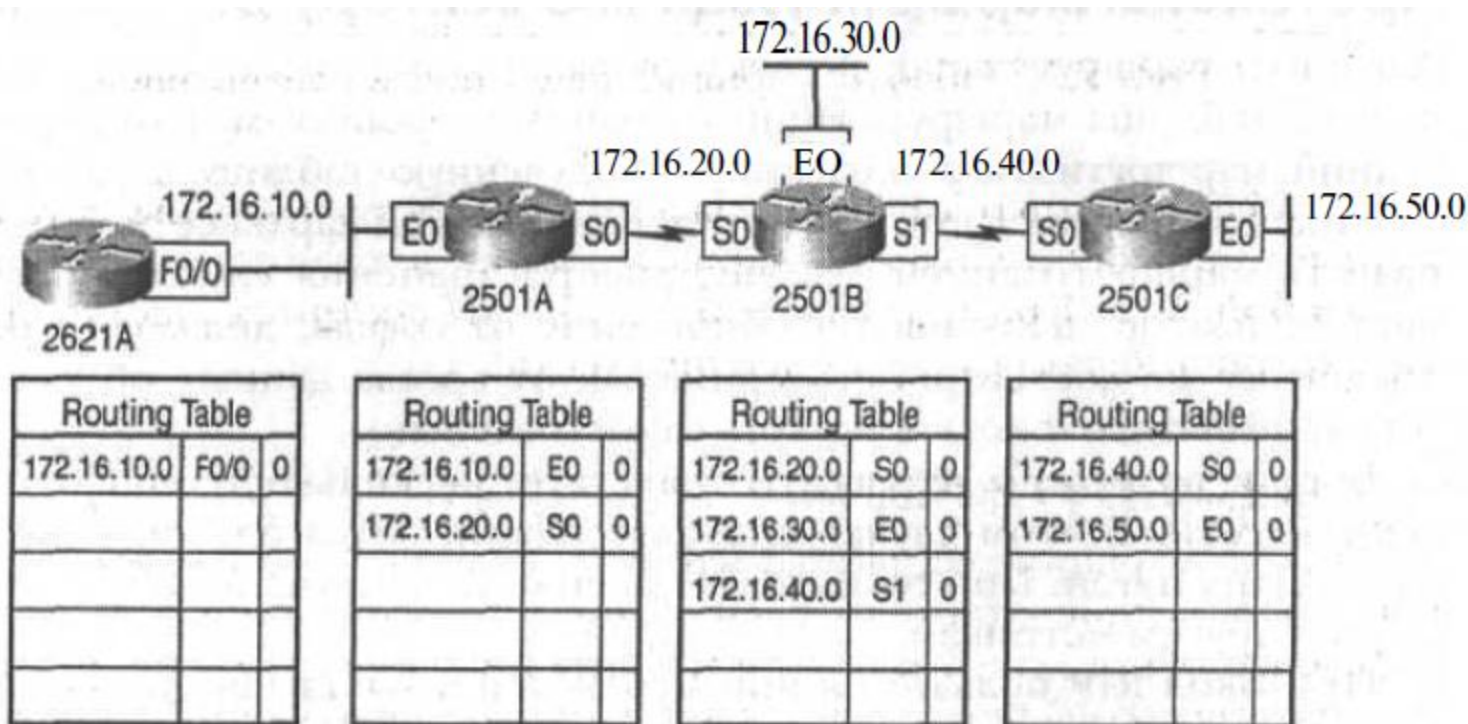 172.16.30.0
172.16.20.0 EO 172.16.40.0
172.16.10.0
172.16.50.0
E0 S0 S0 S1 S0 E0
F0/0
2501A 2501B 2501C
2621A
Routing Table
172.16.10.0 F0/0 0
Routing Table
172.16.10.0 E0 0
172.16.20.0 S0 0
Routing Table
172.16.20.0 S0 0
172.16.30.0 E0 0
172.16.40.0 S1 0
Routing Table
172.16.40.0 S0 0
172.16.50.0 E0 0